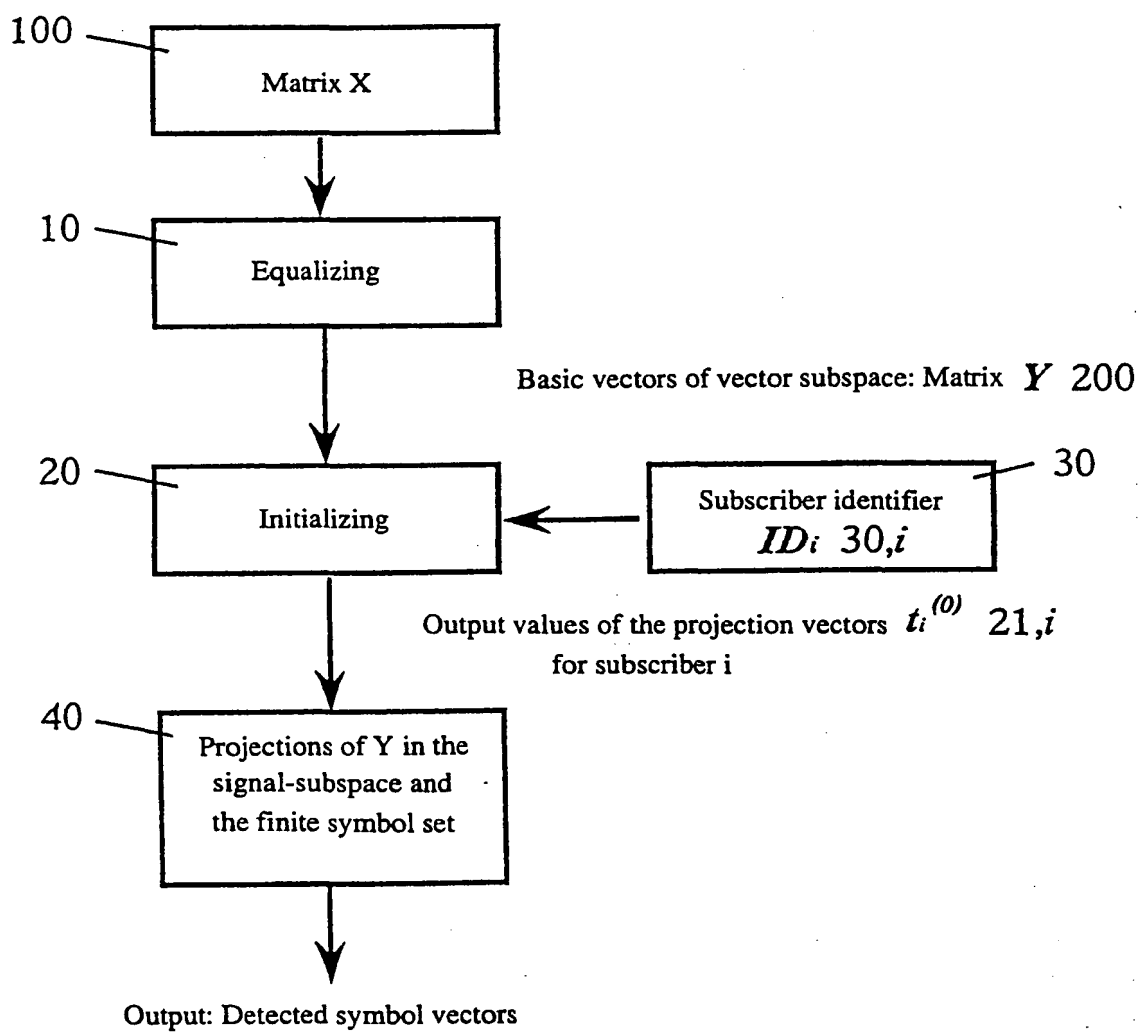 100
Matrix X
10
Equalizing
Basic vectors of vector subspace: Matrix Y 200
20
30
Initializing
Subscriber identifier
IDi 30,i
Output values of the projection vectors ti(0) 21,i
for subscriber i
40
Projections of Y in the
signal-subspace and
the finite symbol set
Output: Detected symbol vectors